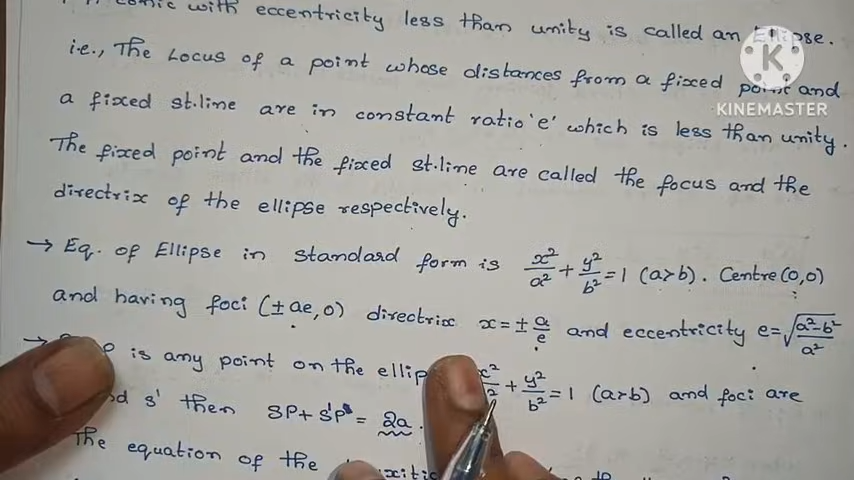 conic with eccentricity less than unity is called an Ellipse.
i.e., The Locus of a point whose distances from a fixed point and
a fixed st.line are in constant ratio 'e' which is less than unity.
The fixed point and the fixed st.line are called the focus and the
directrix of the ellipse respectively.
→ Eq. of Ellipse in standard form is x²/a² + y²/b² = 1 (a>b). Centre (0,0)
and having foci (±ae, 0) directrix x = ± a/e and eccentricity e = √(a²-b²/a²)
→ P is any point on the ellip x²/ 2 + y²/b² = 1 (a>b) and foci are
s' then SP + S'P = 2a.
The equation of the
K
KINEMASTER